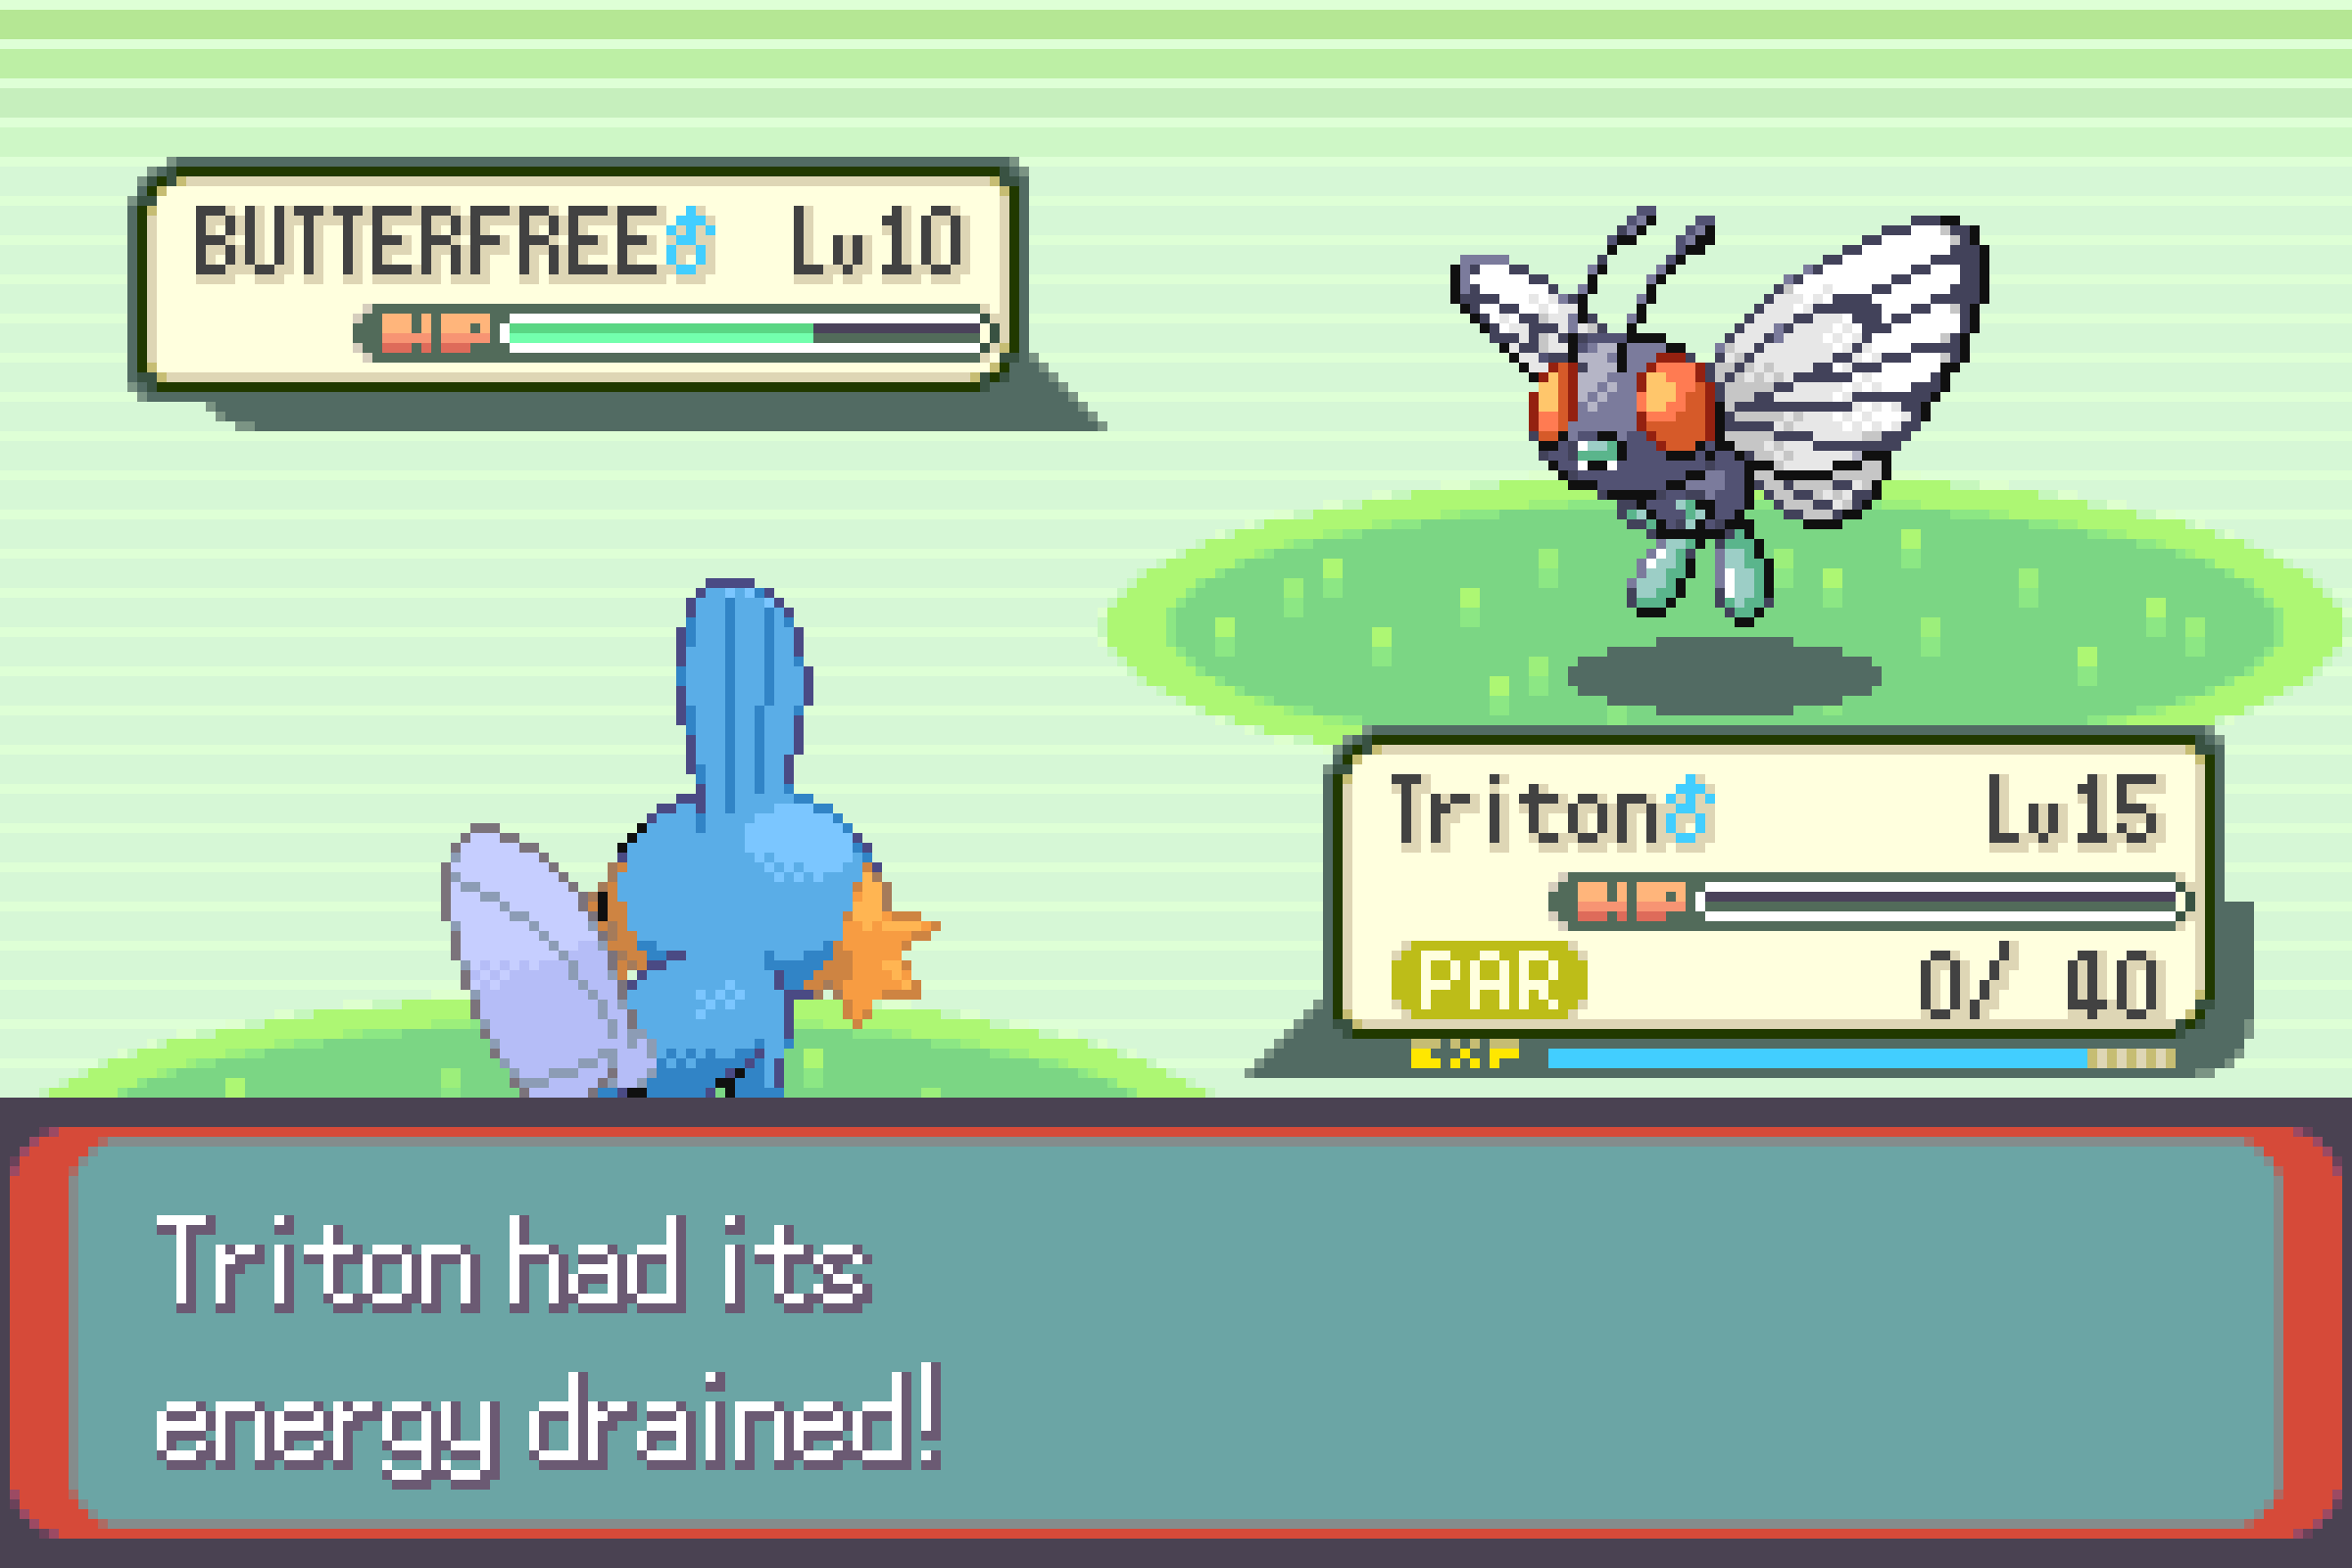 BUTTERFREE♂ Lv10
HP
Triton♂ Lv15
HP
PAR 0/ 40
EXP
Triton had its
energy drained!